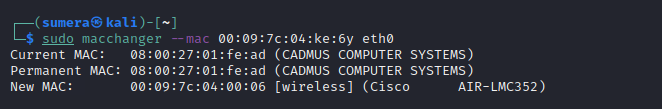 ┌──(sumera㉿kali)-[~]
└─$ sudo macchanger --mac 00:09:7c:04:ke:6y eth0
Current MAC:   08:00:27:01:fe:ad (CADMUS COMPUTER SYSTEMS)
Permanent MAC: 08:00:27:01:fe:ad (CADMUS COMPUTER SYSTEMS)
New MAC:       00:09:7c:04:00:06 [wireless] (Cisco      AIR-LMC352)